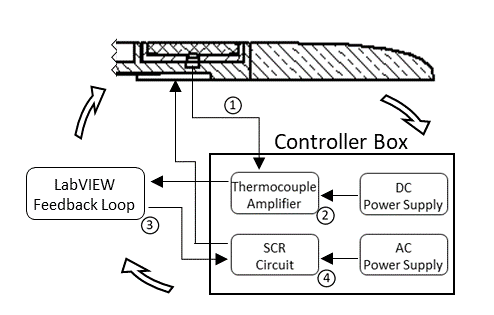 ①
Controller Box
Thermocouple
Amplifier
②
DC
Power Supply
LabVIEW
Feedback Loop
③
SCR
Circuit
④
AC
Power Supply